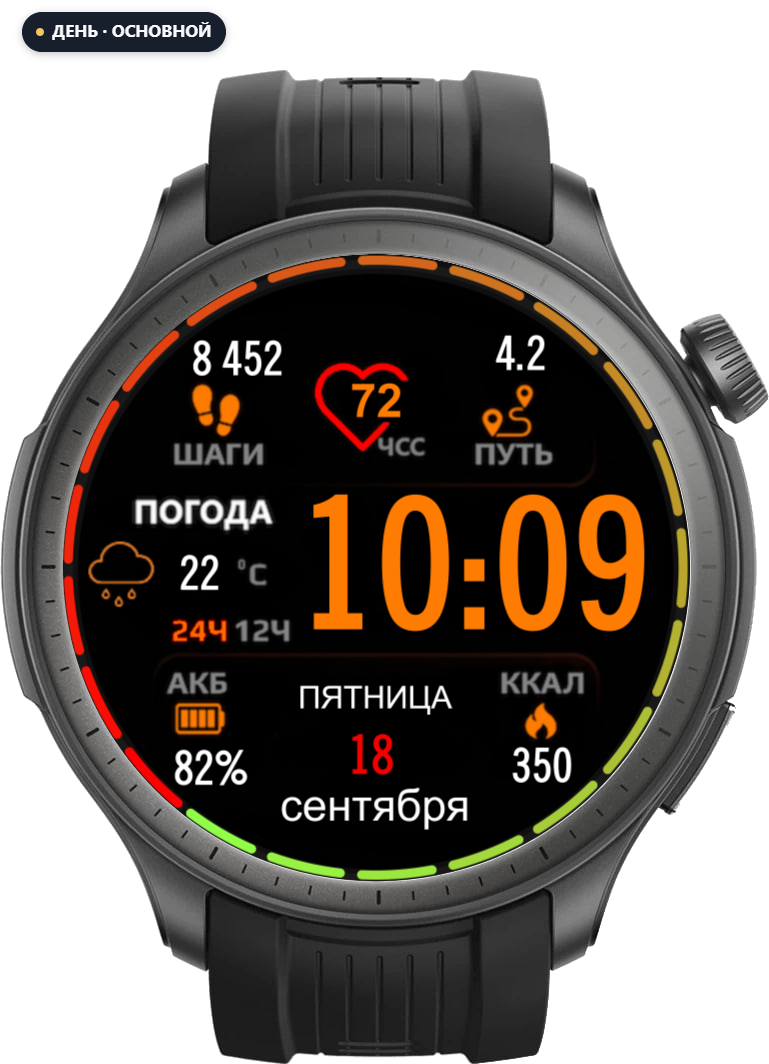 ДЕНЬ · ОСНОВНОЙ
8 452
4.2
72
ЧСС
ШАГИ
ПУТЬ
ПОГОДА
10:09
22 °C
24Ч 12Ч
АКБ
ККАЛ
ПЯТНИЦА
18
82%
350
сентября